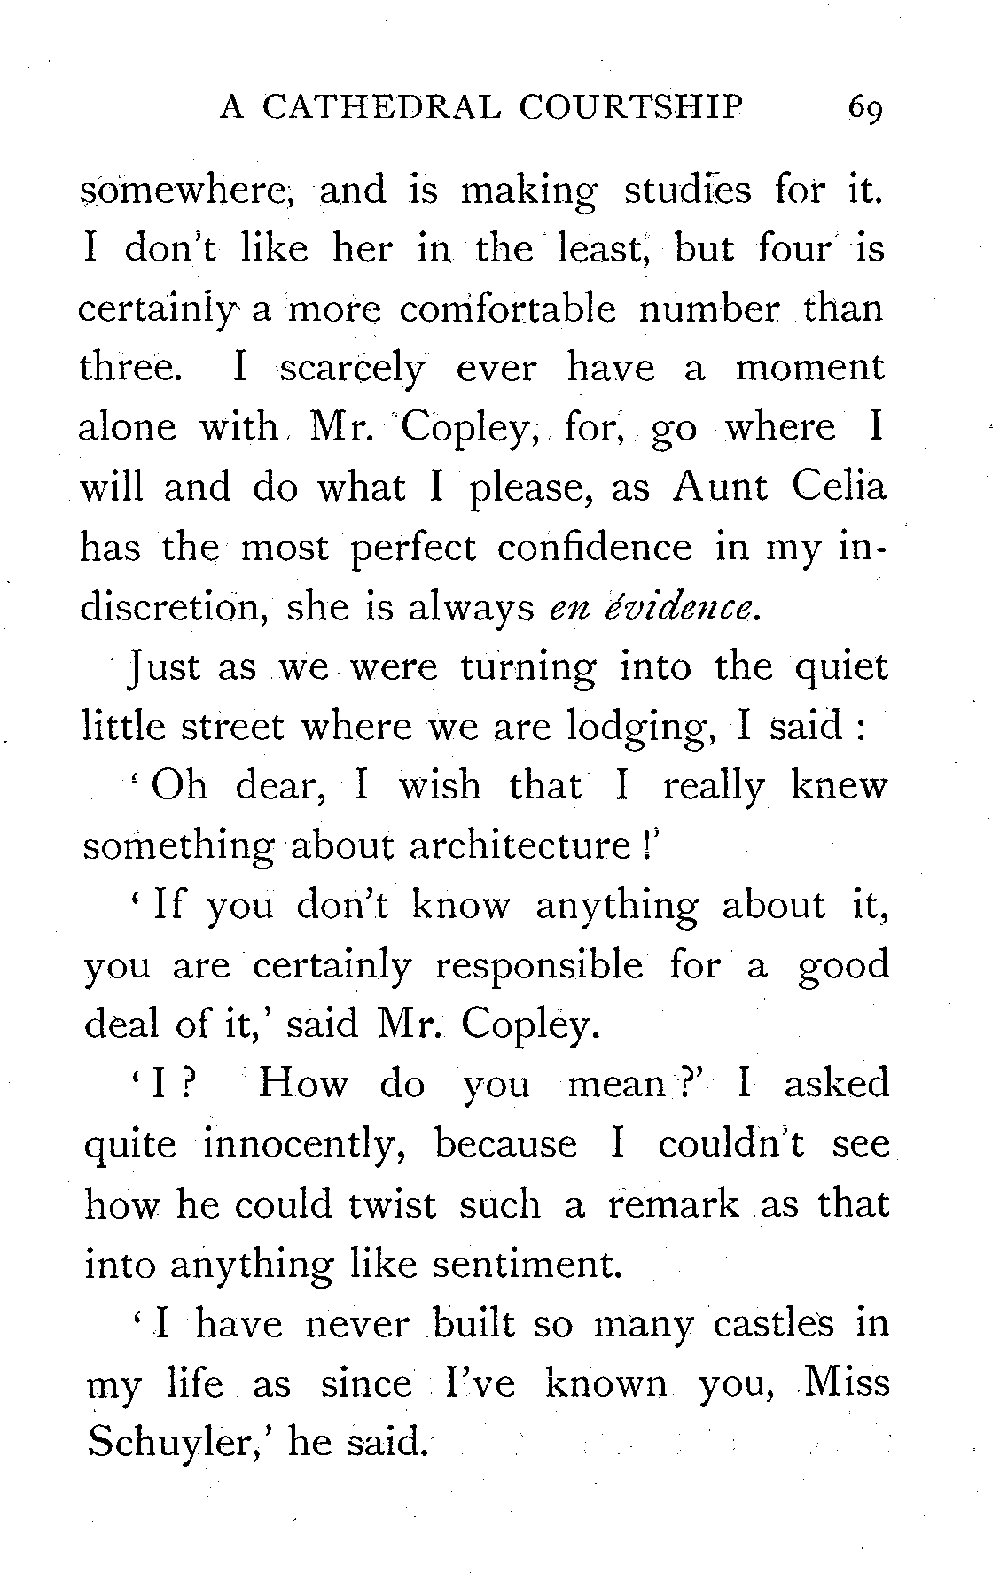 A CATHEDRAL COURTSHIP 69
somewhere, and is making studies for it.
I don't like her in the least, but four is
certainly a more comfortable number than
three. I scarcely ever have a moment
alone with Mr. Copley, for, go where I
will and do what I please, as Aunt Celia
has the most perfect confidence in my in-
discretion, she is always en évidence.
Just as we were turning into the quiet
little street where we are lodging, I said :
' Oh dear, I wish that I really knew
something about architecture !'
' If you don't know anything about it,
you are certainly responsible for a good
deal of it,' said Mr. Copley.
' I ? How do you mean ?' I asked
quite innocently, because I couldn't see
how he could twist such a remark as that
into anything like sentiment.
' I have never built so many castles in
my life as since I've known you, Miss
Schuyler,' he said.